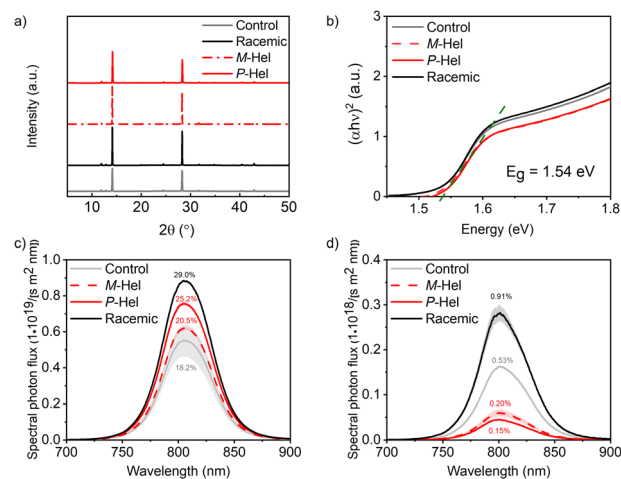 a)
Control
Racemic
M-Hel
P-Hel
Intensity (a.u.)
5 10 20 30 40 50
2θ (°)
b)
Control
M-Hel
P-Hel
Racemic
(αhν)² (a.u.)
3
2
1
0
Eg = 1.54 eV
1.5 1.6 1.7 1.8
Energy (eV)
c)
Control
M-Hel
P-Hel
Racemic
29.0%
25.2%
20.5%
18.2%
Spectral photon flux (1•10¹⁹/[s m² nm])
1.0
0.8
0.6
0.4
0.2
0.0
700 750 800 850 900
Wavelength (nm)
d)
Control
M-Hel
P-Hel
Racemic
0.91%
0.53%
0.20%
0.15%
Spectral photon flux (1•10¹⁸/[s m² nm])
0.4
0.3
0.2
0.1
0.0
700 750 800 850 900
Wavelength (nm)